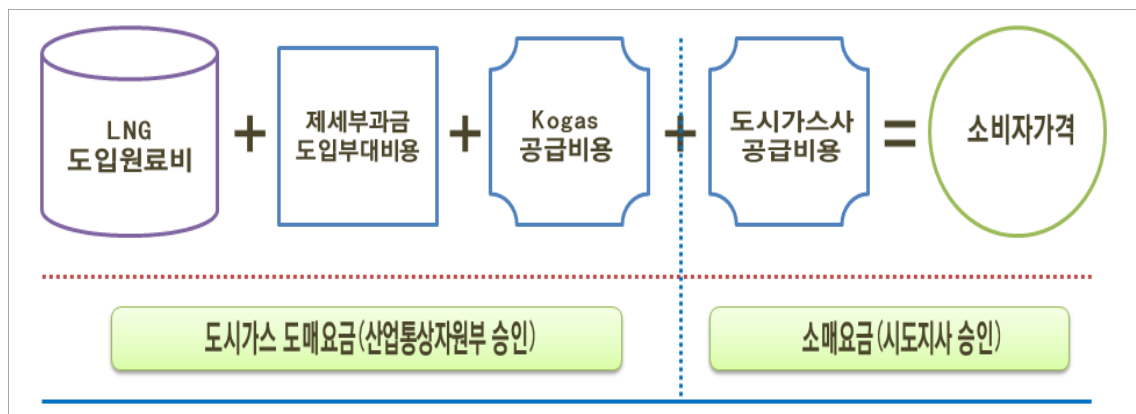 LNG
도입원료비
+
제세부과금
도입부대비용
+
Kogas
공급비용
+
도시가스사
공급비용
=
소비자가격
도시가스 도매요금(산업통상자원부 승인)
소매요금(시도지사 승인)